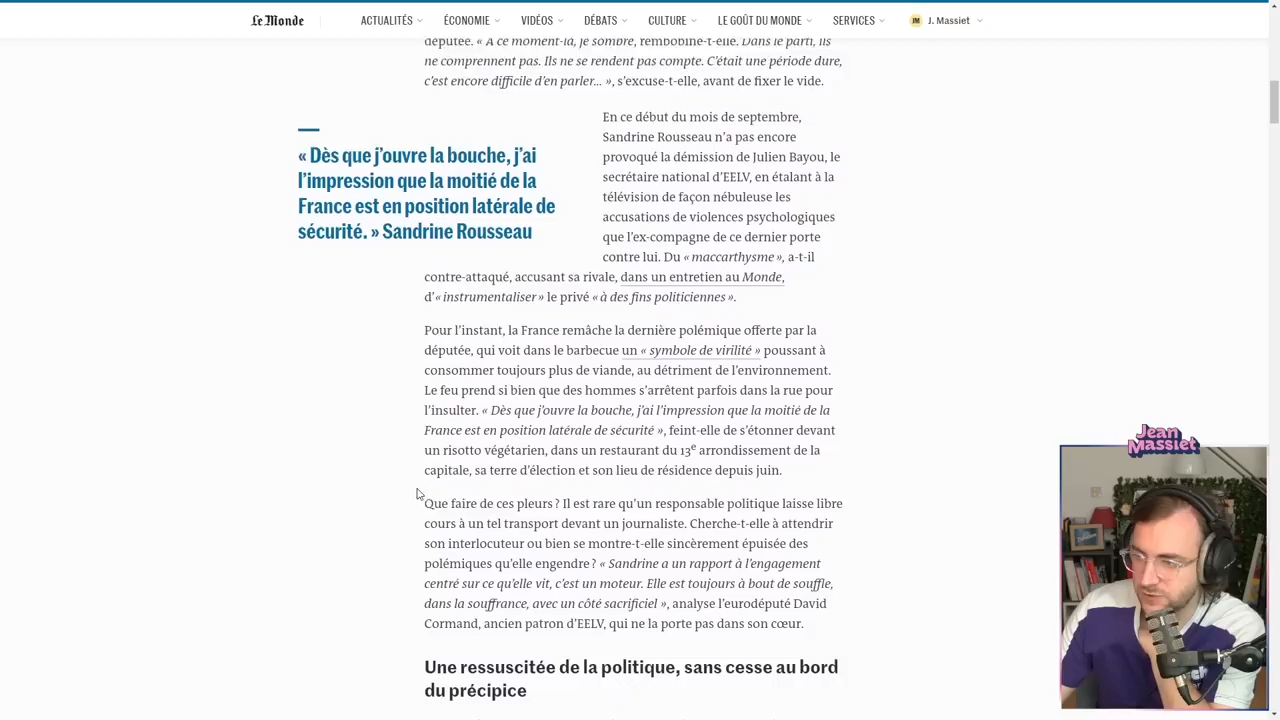 Le Monde
ACTUALITÉS
ÉCONOMIE
VIDÉOS
DÉBATS
CULTURE
LE GOÛT DU MONDE
SERVICES
JM
J. Massiet
députée. « À ce moment-là, je sombre, rembobine-t-elle. Dans le parti, ils
ne comprennent pas. Ils ne se rendent pas compte. C’était une période dure,
c’est encore difficile d’en parler… », s’excuse-t-elle, avant de fixer le vide.
« Dès que j’ouvre la bouche, j’ai
l’impression que la moitié de la
France est en position latérale de
sécurité. » Sandrine Rousseau
En ce début du mois de septembre,
Sandrine Rousseau n’a pas encore
provoqué la démission de Julien Bayou, le
secrétaire national d’EELV, en étalant à la
télévision de façon nébuleuse les
accusations de violences psychologiques
que l’ex-compagne de ce dernier porte
contre lui. Du « maccarthysme », a-t-il
contre-attaqué, accusant sa rivale, dans un entretien au Monde,
d’« instrumentaliser » le privé « à des fins politiciennes ».
Pour l’instant, la France remâche la dernière polémique offerte par la
députée, qui voit dans le barbecue un « symbole de virilité » poussant à
consommer toujours plus de viande, au détriment de l’environnement.
Le feu prend si bien que des hommes s’arrêtent parfois dans la rue pour
l’insulter. « Dès que j’ouvre la bouche, j’ai l’impression que la moitié de la
France est en position latérale de sécurité », feint-elle de s’étonner devant
un risotto végétarien, dans un restaurant du 13e arrondissement de la
capitale, sa terre d’élection et son lieu de résidence depuis juin.
Que faire de ces pleurs ? Il est rare qu’un responsable politique laisse libre
cours à un tel transport devant un journaliste. Cherche-t-elle à attendrir
son interlocuteur ou bien se montre-t-elle sincèrement épuisée des
polémiques qu’elle engendre ? « Sandrine a un rapport à l’engagement
centré sur ce qu’elle vit, c’est un moteur. Elle est toujours à bout de souffle,
dans la souffrance, avec un côté sacrificiel », analyse l’eurodéputé David
Cormand, ancien patron d’EELV, qui ne la porte pas dans son cœur.
Une ressuscitée de la politique, sans cesse au bord
du précipice
Jean
Massiet